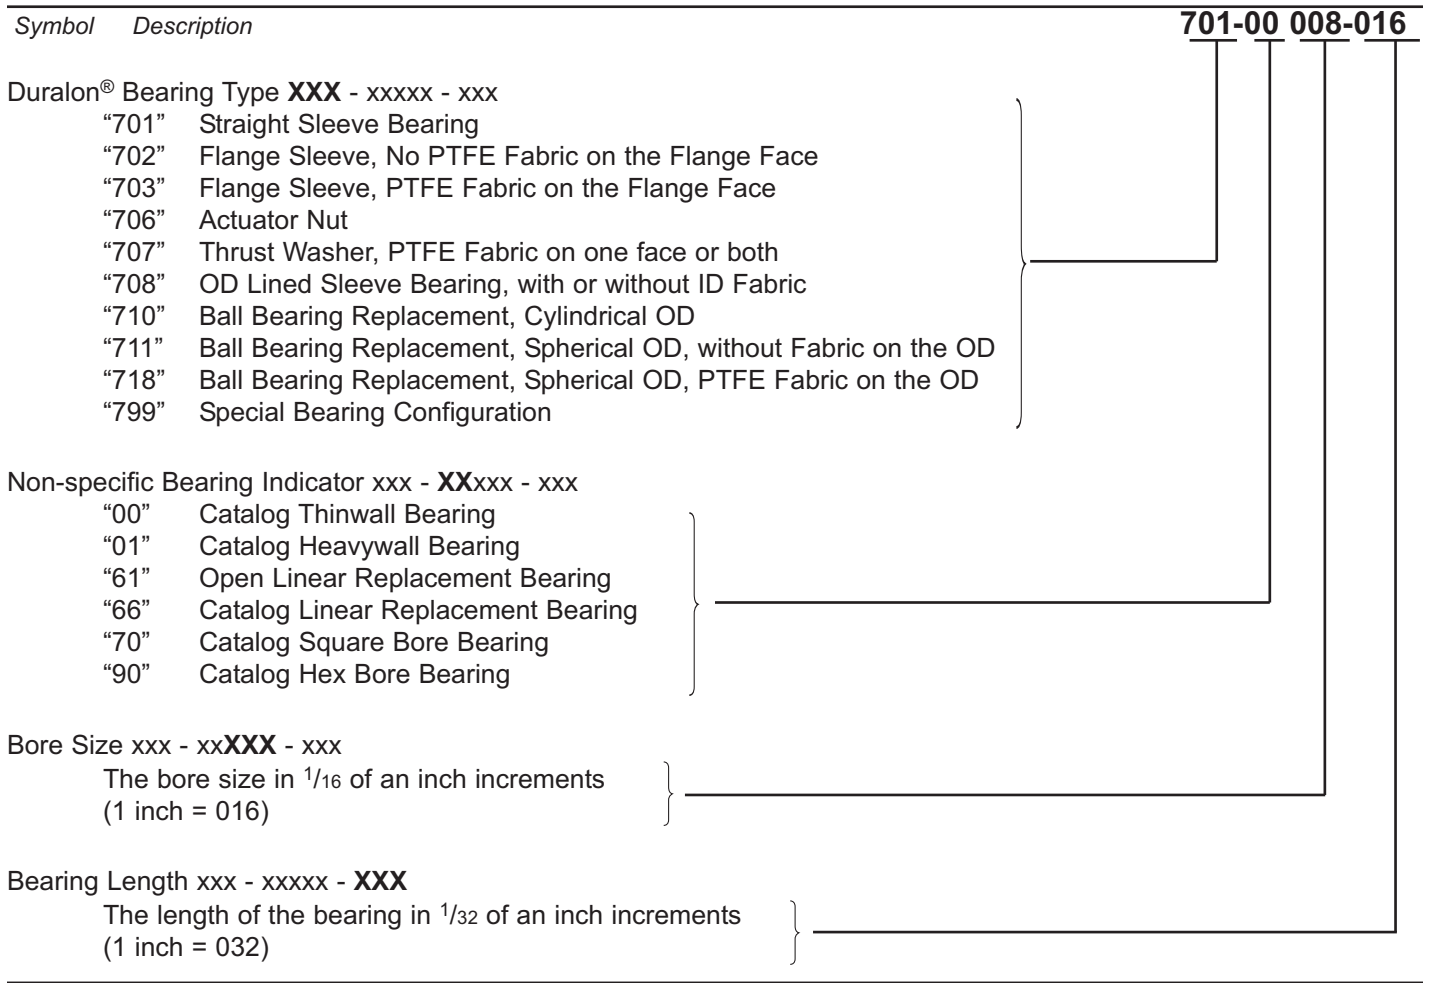 Symbol Description 701-00 008-016
Duralon® Bearing Type XXX - xxxxx - xxx
“701” Straight Sleeve Bearing
“702” Flange Sleeve, No PTFE Fabric on the Flange Face
“703” Flange Sleeve, PTFE Fabric on the Flange Face
“706” Actuator Nut
“707” Thrust Washer, PTFE Fabric on one face or both
“708” OD Lined Sleeve Bearing, with or without ID Fabric
“710” Ball Bearing Replacement, Cylindrical OD
“711” Ball Bearing Replacement, Spherical OD, without Fabric on the OD
“718” Ball Bearing Replacement, Spherical OD, PTFE Fabric on the OD
“799” Special Bearing Configuration
Non-specific Bearing Indicator xxx - XXxxx - xxx
“00” Catalog Thinwall Bearing
“01” Catalog Heavywall Bearing
“61” Open Linear Replacement Bearing
“66” Catalog Linear Replacement Bearing
“70” Catalog Square Bore Bearing
“90” Catalog Hex Bore Bearing
Bore Size xxx - xxXXX - xxx
The bore size in 1/16 of an inch increments
(1 inch = 016)
Bearing Length xxx - xxxxx - XXX
The length of the bearing in 1/32 of an inch increments
(1 inch = 032)